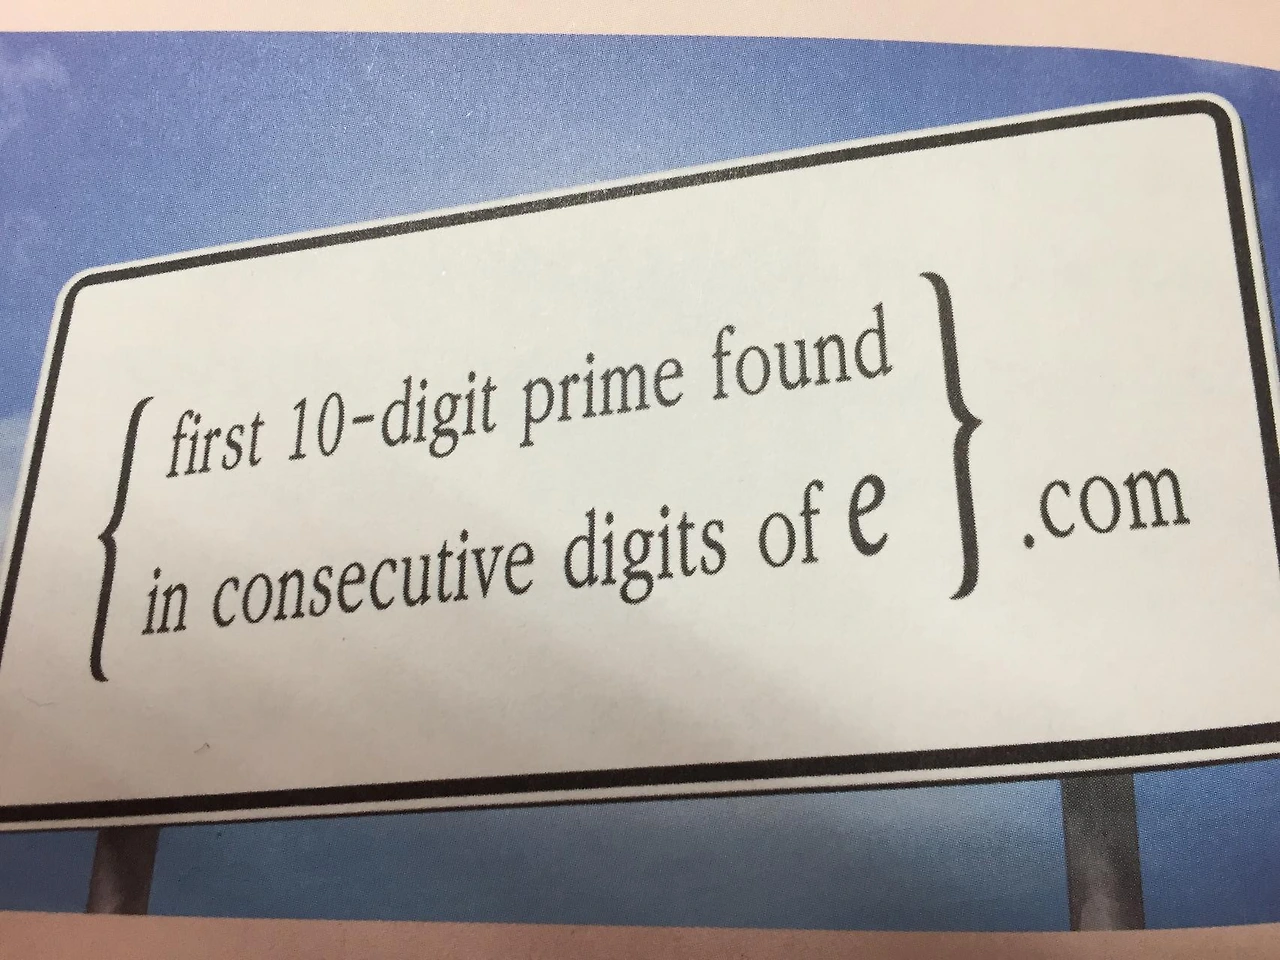 { first 10-digit prime found
in consecutive digits of e } .com